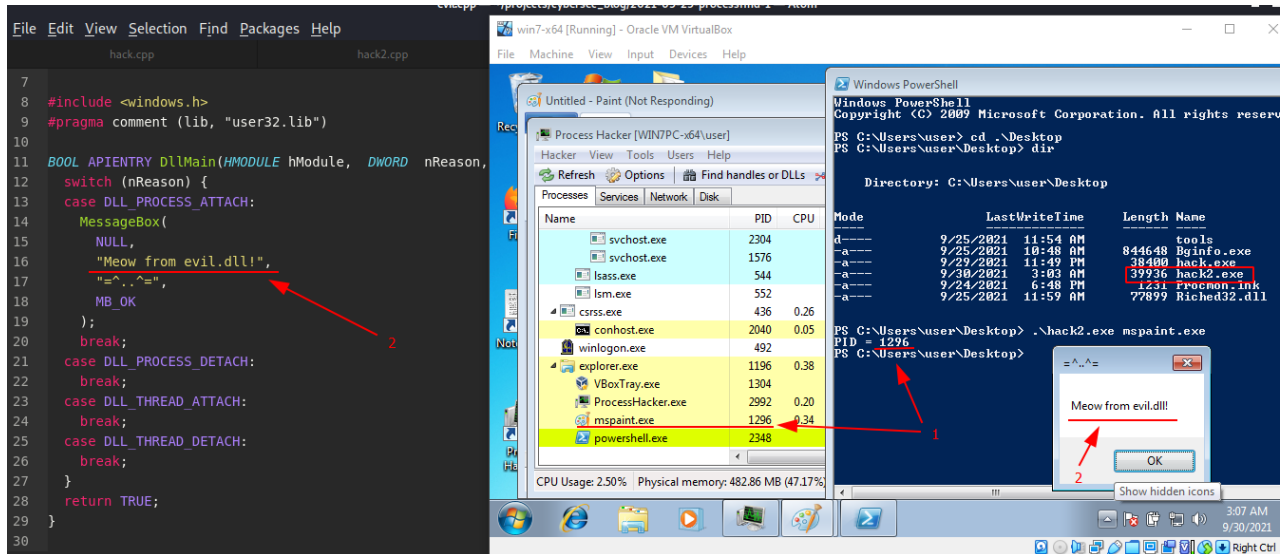 File Edit View Selection Find Packages Help
hack.cpp hack2.cpp
7
8 #include <windows.h>
9 #pragma comment (lib, "user32.lib")
10
11 BOOL APIENTRY DllMain(HMODULE hModule, DWORD nReason,
12 switch (nReason) {
13 case DLL_PROCESS_ATTACH:
14 MessageBox(
15 NULL,
16 "Meow from evil.dll!",
17 "=^..^=",
18 MB_OK
19 );
20 break;
21 case DLL_PROCESS_DETACH:
22 break;
23 case DLL_THREAD_ATTACH:
24 break;
25 case DLL_THREAD_DETACH:
26 break;
27 }
28 return TRUE;
29 }
30
2
win7-x64 [Running] - Oracle VM VirtualBox
File Machine View Input Devices Help
Untitled - Paint (Not Responding)
Process Hacker [WIN7PC-x64\user]
Hacker View Tools Users Help
Refresh Options Find handles or DLLs
Processes Services Network Disk
Name PID CPU
svchost.exe 2304
svchost.exe 1576
lsass.exe 544
lsm.exe 552
csrss.exe 436 0.26
conhost.exe 2040 0.05
winlogon.exe 492
explorer.exe 1196 0.38
VBoxTray.exe 1304
ProcessHacker.exe 2992 0.20
mspaint.exe 1296 0.34
powershell.exe 2348
CPU Usage: 2.50% Physical memory: 482.86 MB (47.17%)
Windows PowerShell
Windows PowerShell
Copyright (C) 2009 Microsoft Corporation. All rights reserv
PS C:\Users\user> cd .\Desktop
PS C:\Users\user\Desktop> dir
Directory: C:\Users\user\Desktop
Mode LastWriteTime Length Name
---- ------------- ------ ----
d---- 9/25/2021 11:54 AM tools
-a--- 9/25/2021 10:48 AM 844648 Bginfo.exe
-a--- 9/29/2021 11:49 PM 38400 hack.exe
-a--- 9/30/2021 3:03 AM 39936 hack2.exe
-a--- 9/24/2021 6:48 PM 1231 Procmon.lnk
-a--- 9/25/2021 11:59 AM 77899 Riched32.dll
PS C:\Users\user\Desktop> .\hack2.exe mspaint.exe
PID = 1296
PS C:\Users\user\Desktop>
1
=^..^=
Meow from evil.dll!
2
OK
Show hidden icons
3:07 AM
9/30/2021
Right Ctrl